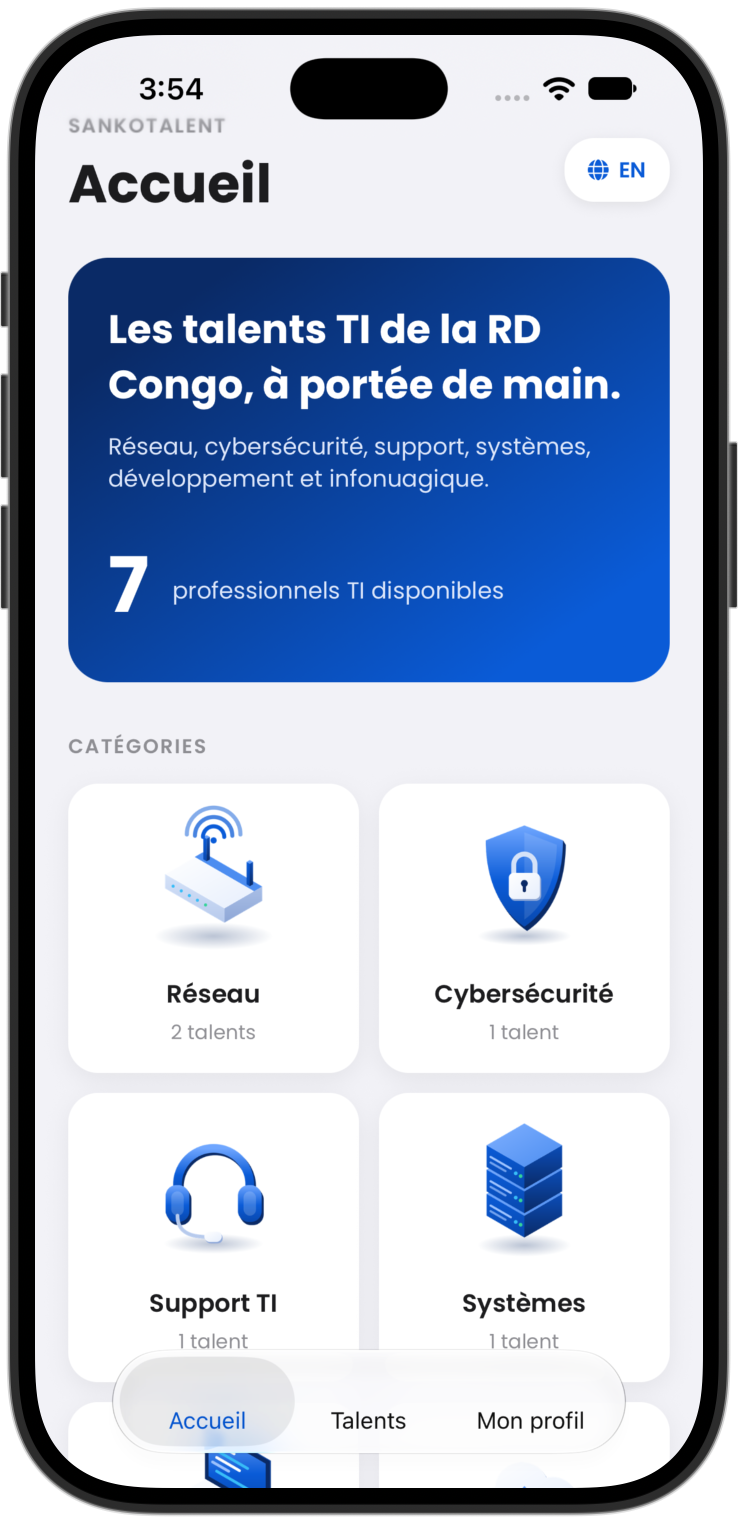 3:54
SANKOTALENT
Accueil
EN
Les talents TI de la RD
Congo, à portée de main.
Réseau, cybersécurité, support, systèmes,
développement et infonuagique.
7 professionnels TI disponibles
CATÉGORIES
Réseau
2 talents
Cybersécurité
1 talent
Support TI
1 talent
Systèmes
1 talent
Accueil
Talents
Mon profil